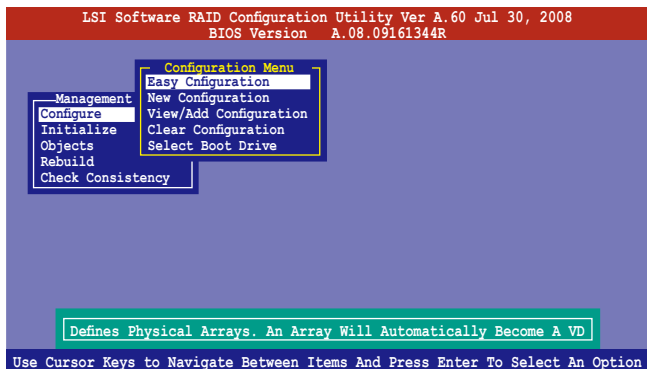 LSI Software RAID Configuration Utility Ver A.60 Jul 30, 2008
BIOS Version A.08.09161344R
Configuration Menu
Easy Cnfiguration
New Configuration
View/Add Configuration
Clear Configuration
Select Boot Drive
Management
Configure
Initialize
Objects
Rebuild
Check Consistency
Defines Physical Arrays. An Array Will Automatically Become A VD
Use Cursor Keys to Navigate Between Items And Press Enter To Select An Option